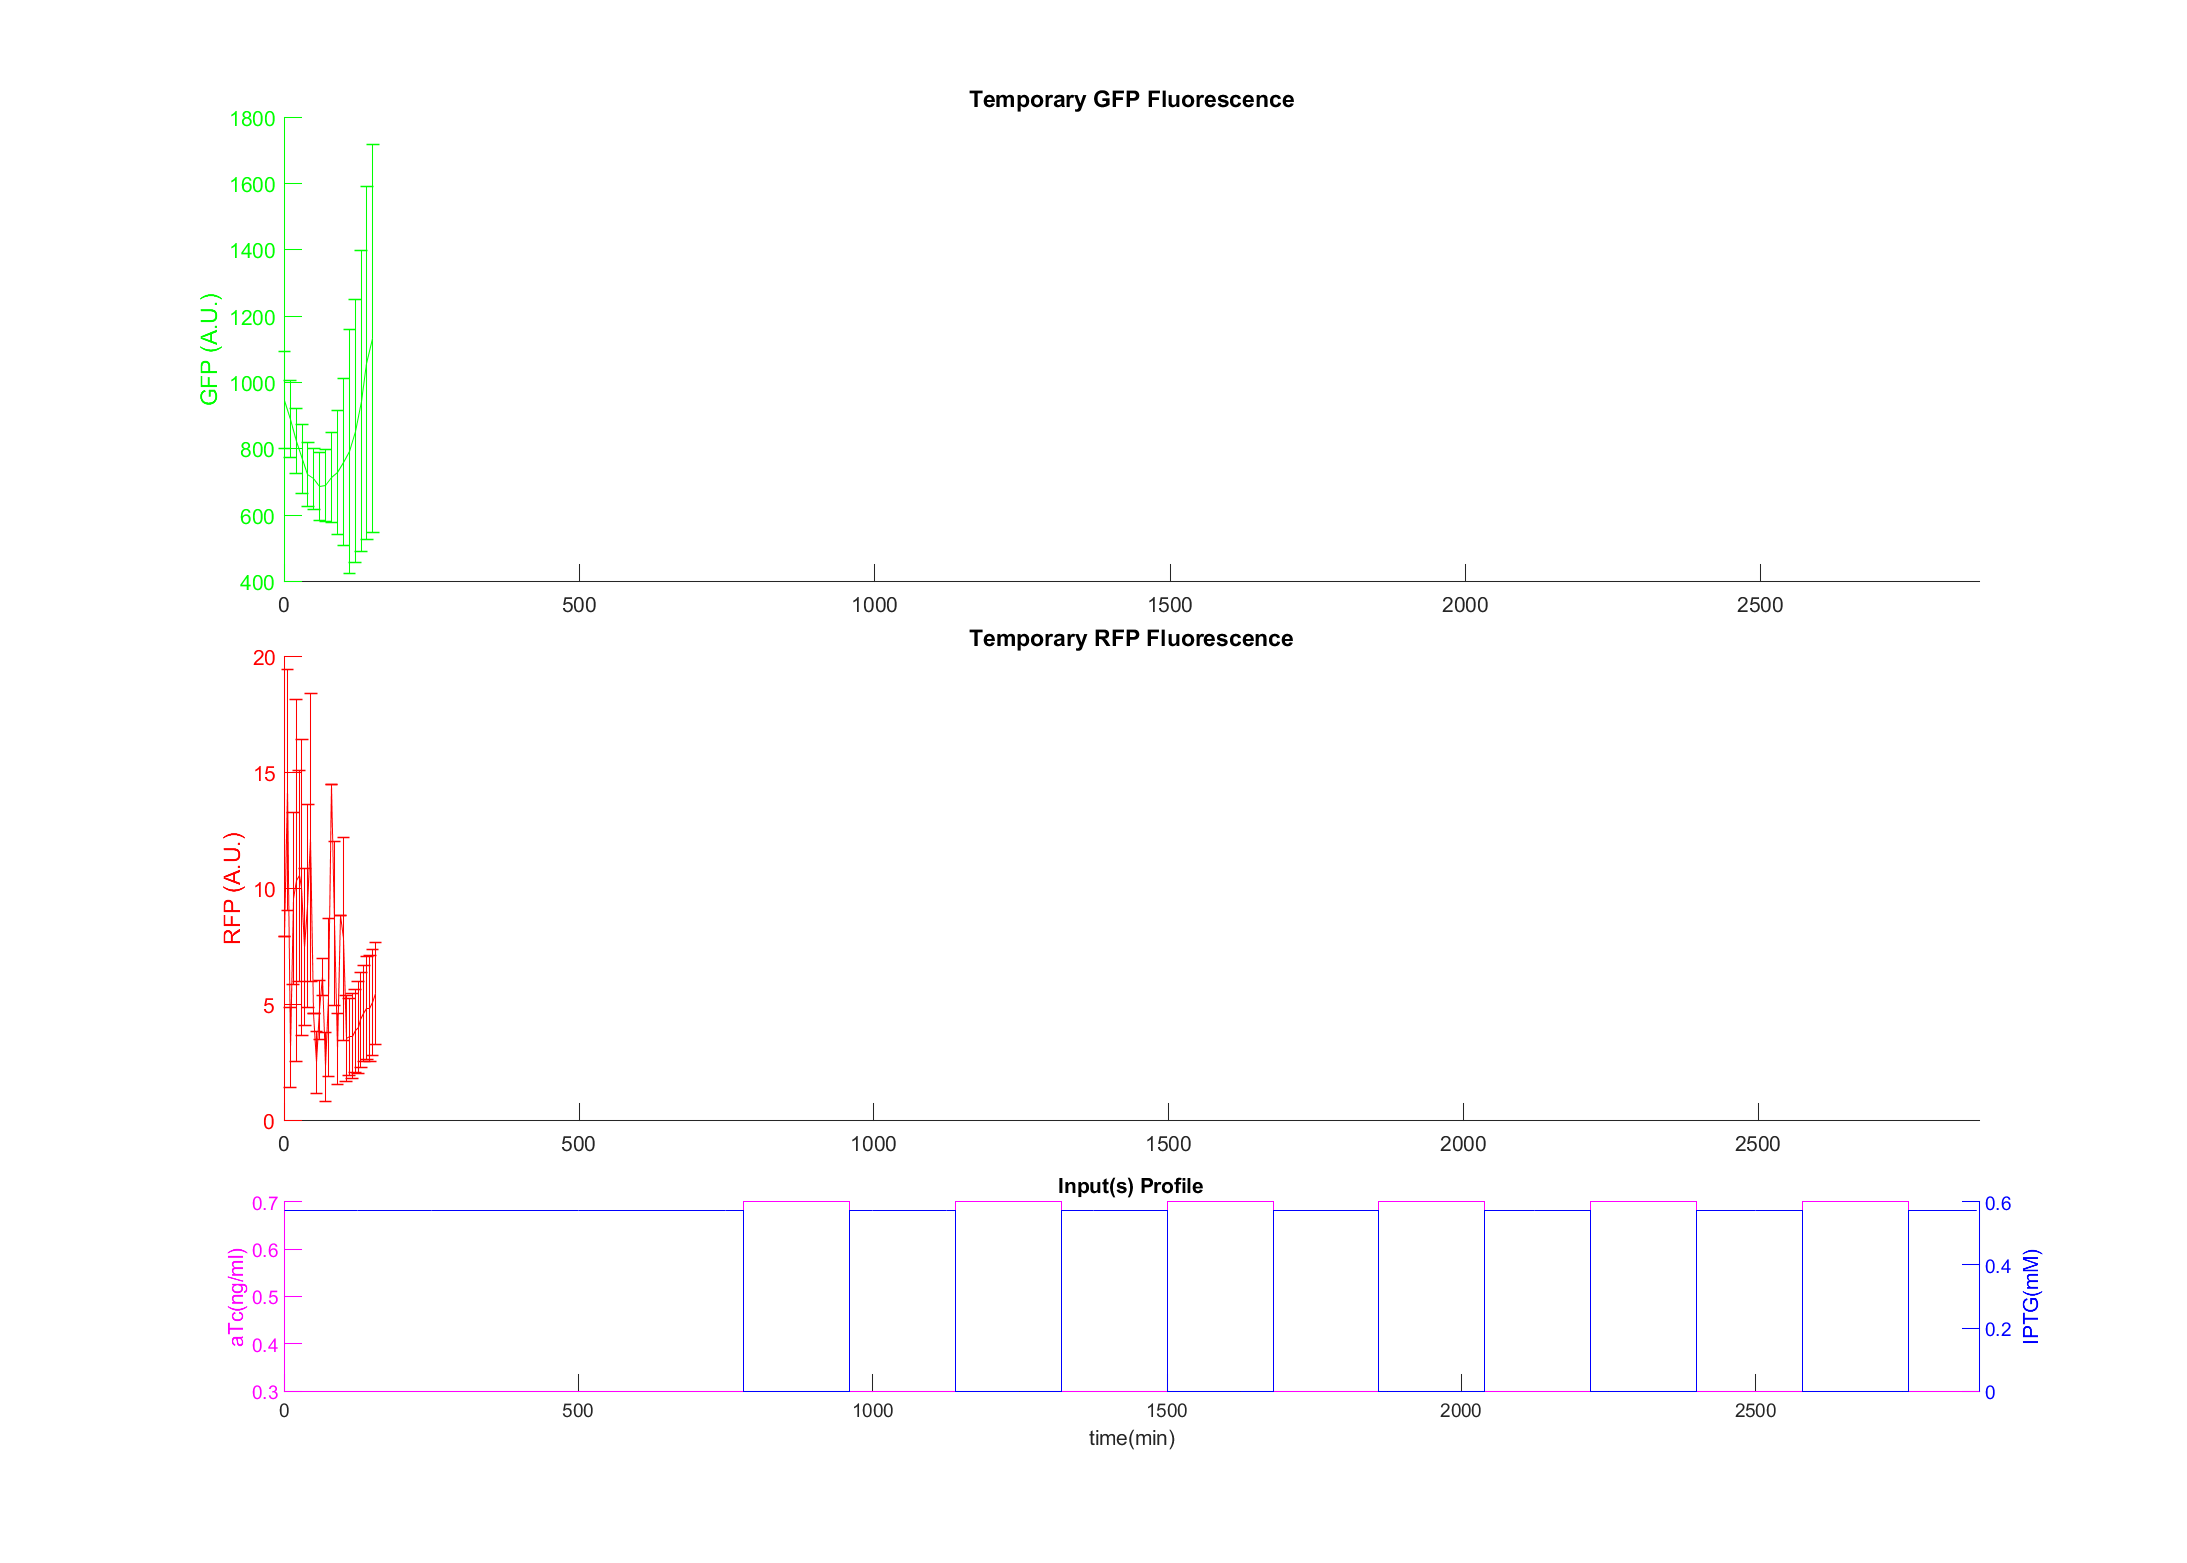 Temporary GFP Fluorescence
1800
1600
1400
1200
1000
800
600
400
GFP (A.U.)
0 500 1000 1500 2000 2500
Temporary RFP Fluorescence
20
15
10
5
0
RFP (A.U.)
0 500 1000 1500 2000 2500
Input(s) Profile
0.7
0.6
0.5
0.4
0.3
aTc(ng/ml)
0.6
0.4
0.2
0
IPTG(mM)
0 500 1000 1500 2000 2500
time(min)